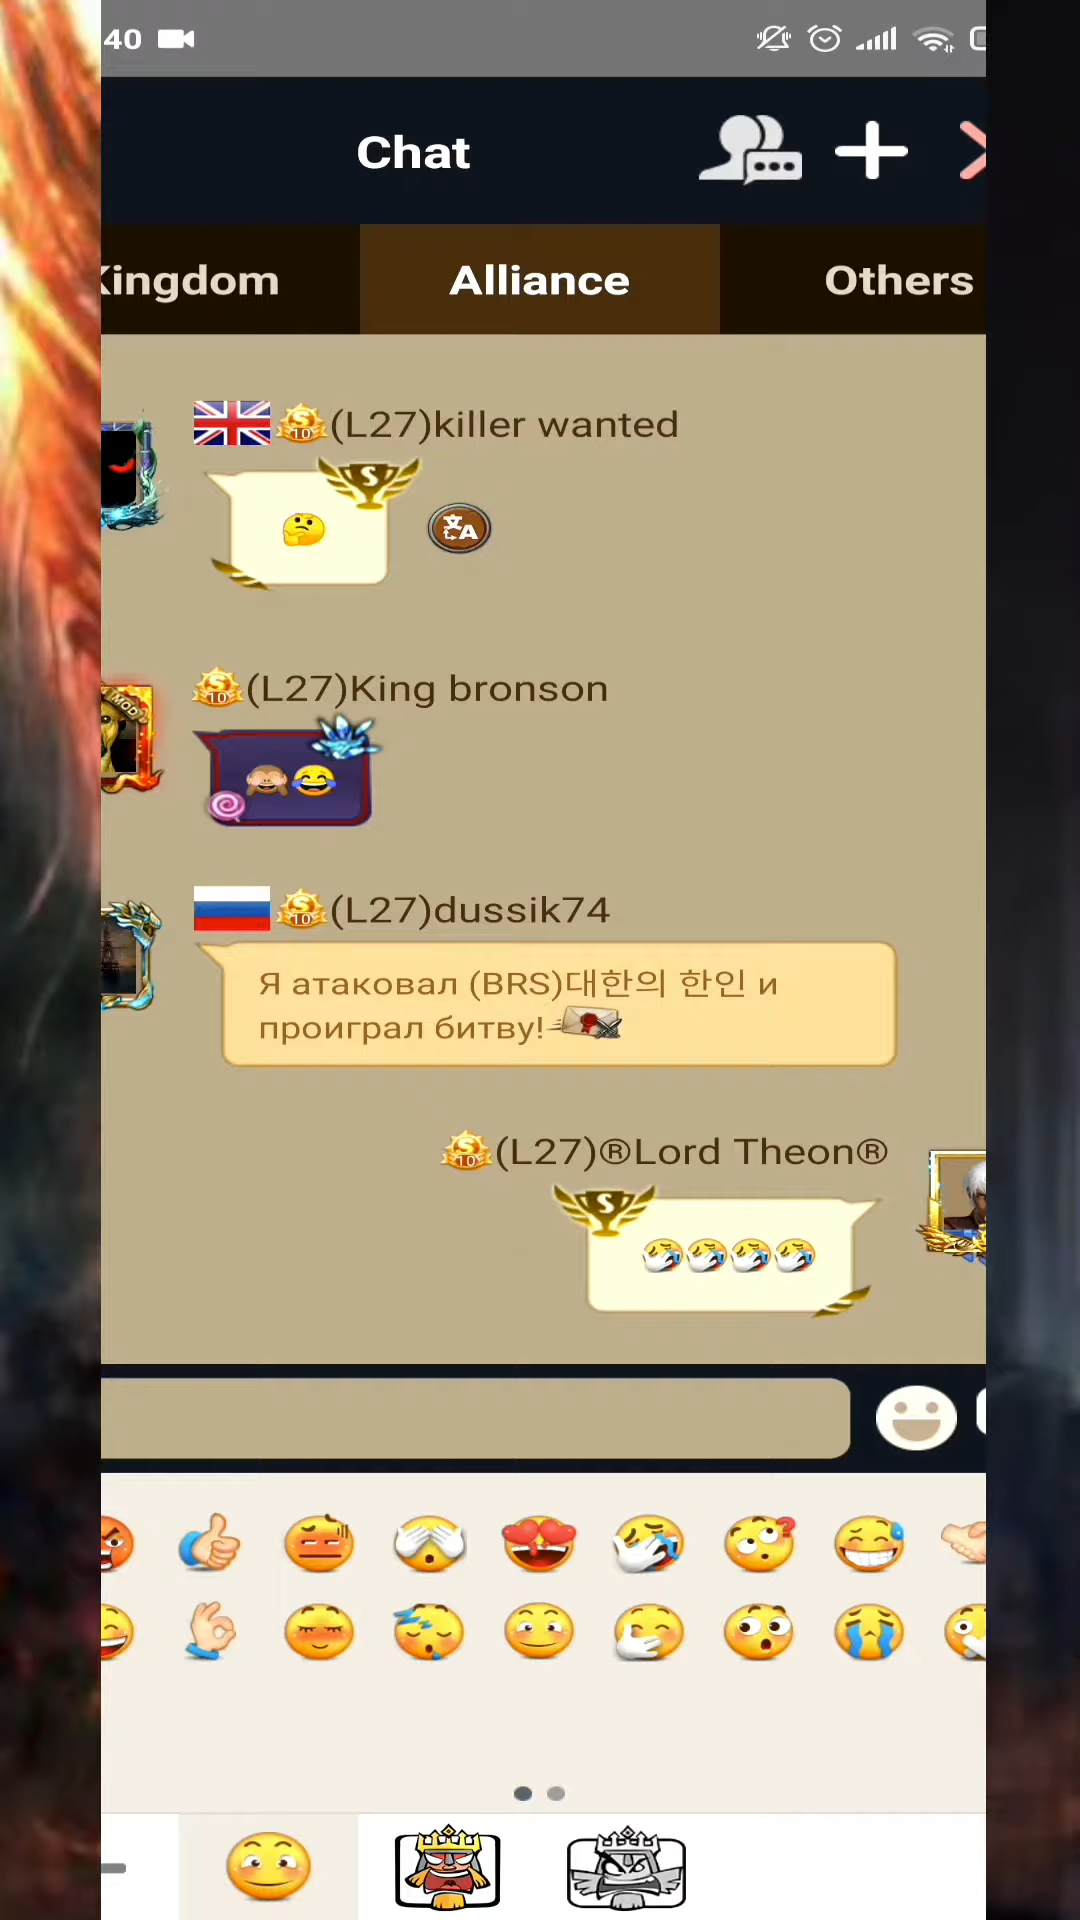 40
Chat
Kingdom
Alliance
Others
(L27)killer wanted
(L27)King bronson
MOD
(L27)dussik74
Я атаковал (BRS)대한의 한인 и
проиграл битву!
(L27)®Lord Theon®